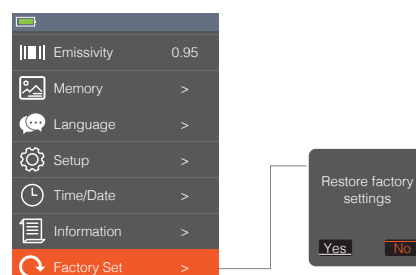 Emissivity 0.95
Memory >
Language >
Setup >
Time/Date >
Information >
Factory Set >
Restore factory
settings
Yes No